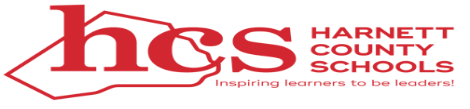 hcs
HARNETT
COUNTY
SCHOOLS
Inspiring learners to be leaders!